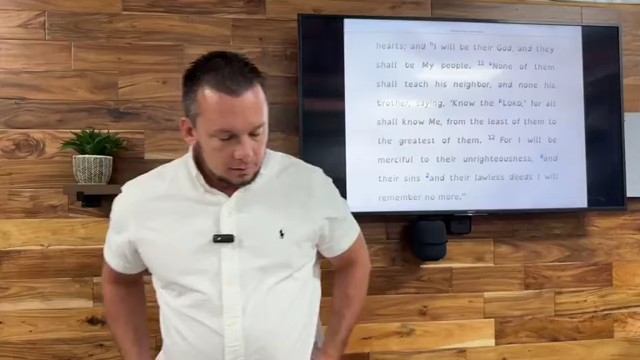 hearts; and "I will be their God, and they
shall be My people. 11 "None of them
shall teach his neighbor, and none his
brother, saying, 'Know the LORD,' for all
shall know Me, from the least of them to
the greatest of them. 12 For I will be
merciful to their unrighteousness, and
their sins and their lawless deeds I will
remember no more."